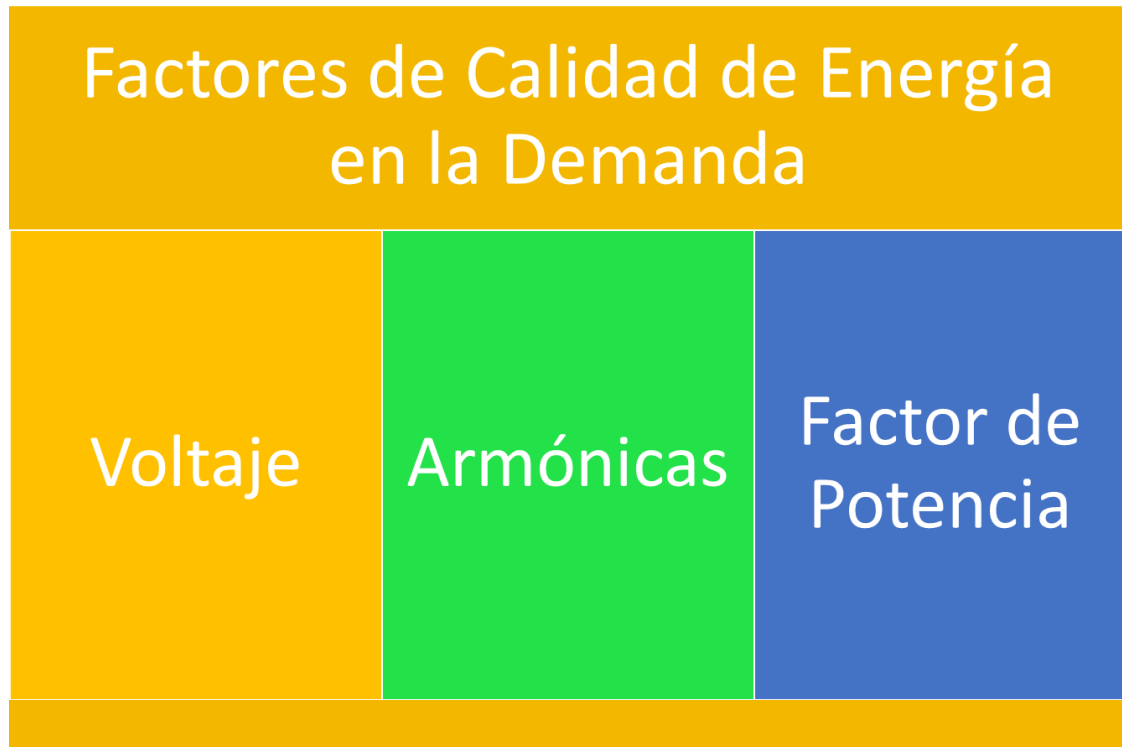 Factores de Calidad de Energía
en la Demanda
Voltaje
Armónicas
Factor de
Potencia